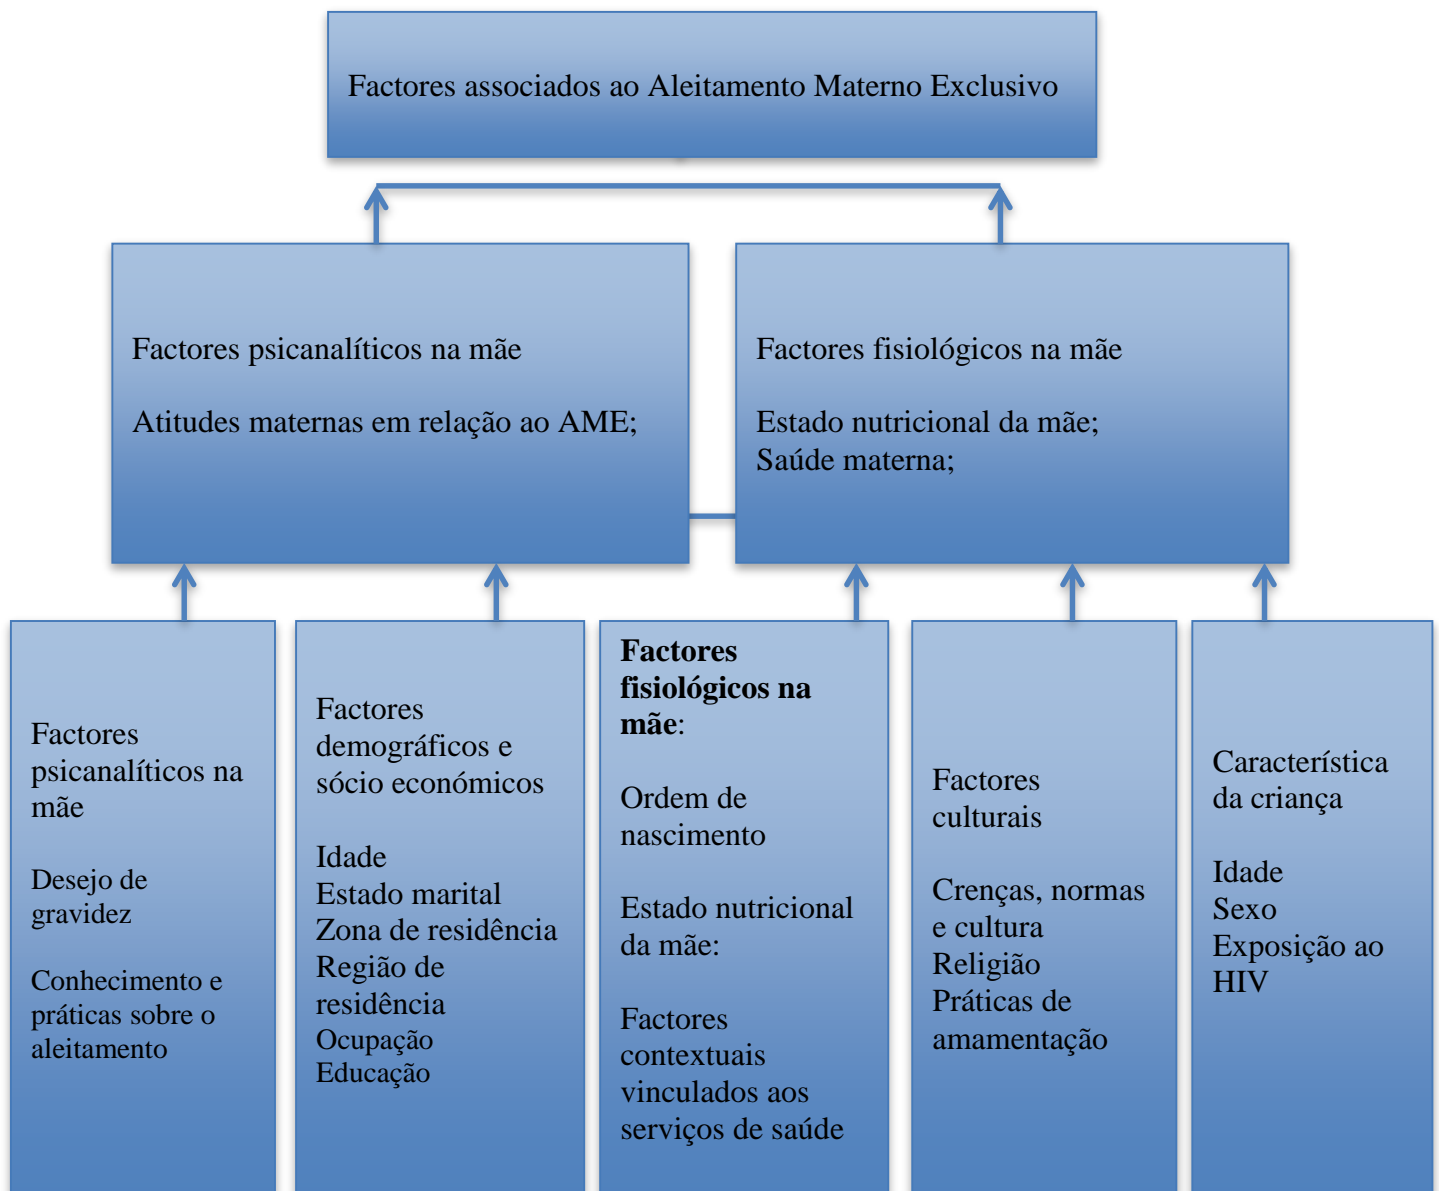 Factores associados ao Aleitamento Materno Exclusivo
Factores psicanalíticos na mãe
Atitudes maternas em relação ao AME;
Factores fisiológicos na mãe
Estado nutricional da mãe;
Saúde materna;
Factores
psicanalíticos na
mãe
Desejo de
gravidez
Conhecimento e
práticas sobre o
aleitamento
Factores
demográficos e
sócio económicos
Idade
Estado marital
Zona de residência
Região de
residência
Ocupação
Educação
Factores
fisiológicos na
mãe:
Ordem de
nascimento
Estado nutricional
da mãe:
Factores
contextuais
vinculados aos
serviços de saúde
Factores
culturais
Crenças, normas
e cultura
Religião
Práticas de
amamentação
Característica
da criança
Idade
Sexo
Exposição ao
HIV